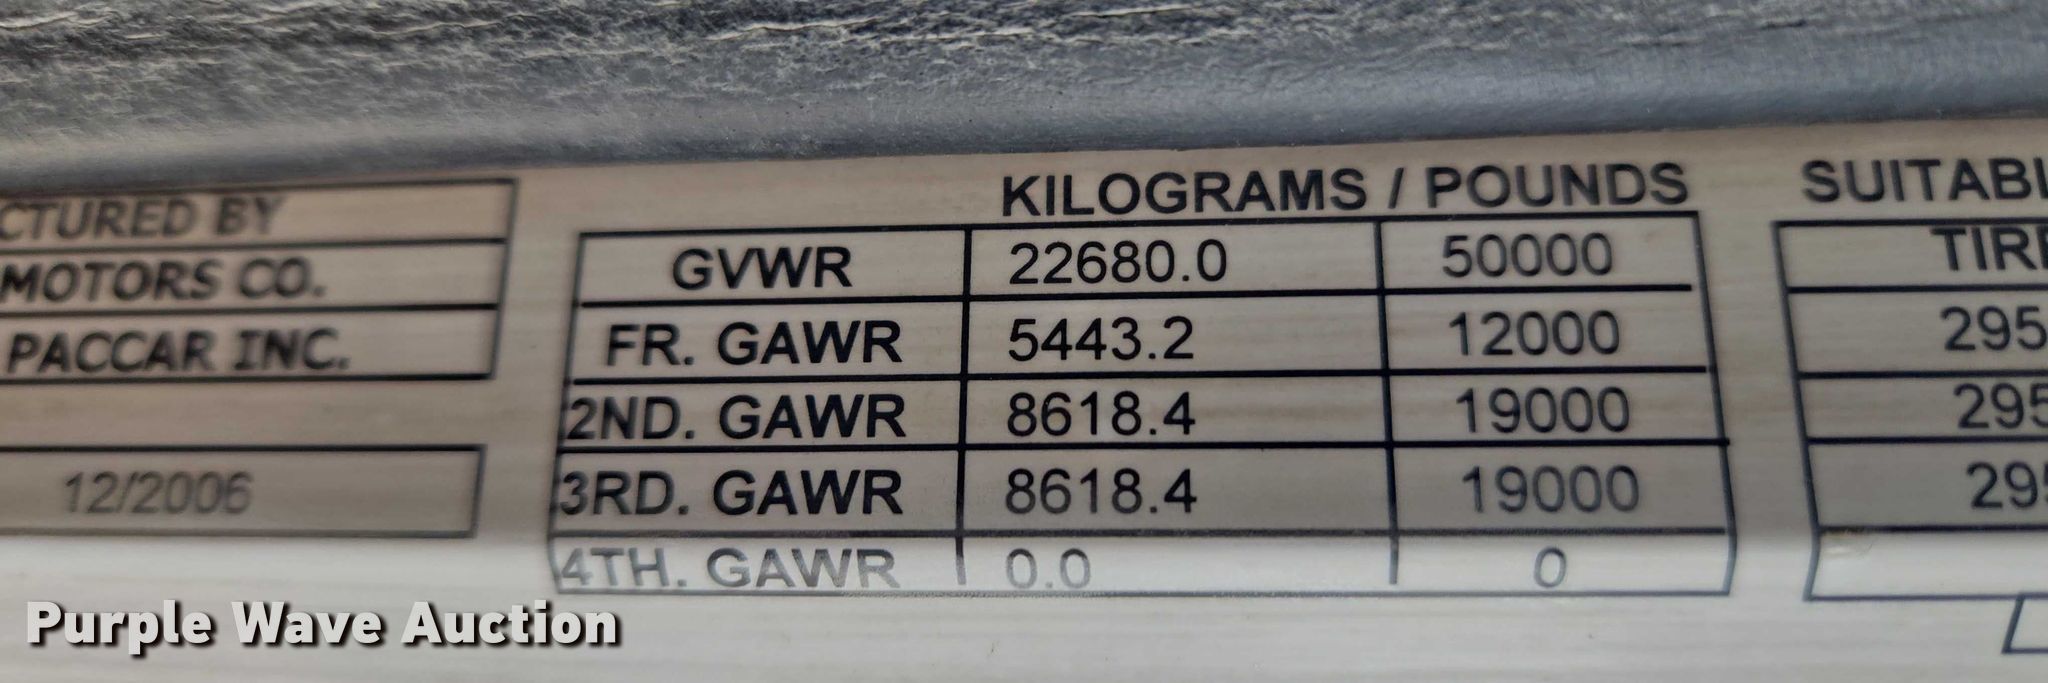 CTURED BY
MOTORS CO.
PACCAR INC.
12/2006
KILOGRAMS / POUNDS
GVWR 22680.0 50000
FR. GAWR 5443.2 12000
2ND. GAWR 8618.4 19000
3RD. GAWR 8618.4 19000
4TH. GAWR 0.0 0
SUITABL
TIRE
295
295
295
Purple Wave Auction